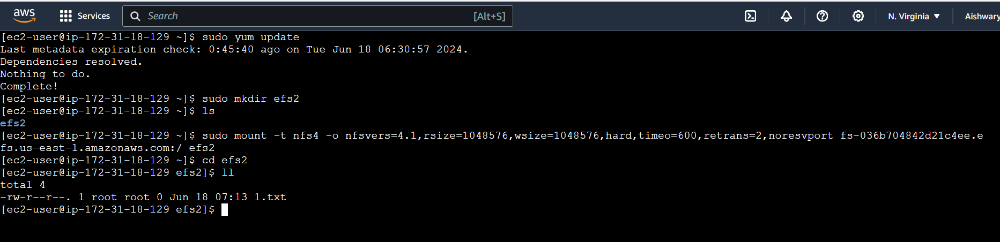 aws Services Search [Alt+S] N. Virginia Aishwary
[ec2-user@ip-172-31-18-129 ~]$ sudo yum update
Last metadata expiration check: 0:45:40 ago on Tue Jun 18 06:30:57 2024.
Dependencies resolved.
Nothing to do.
Complete!
[ec2-user@ip-172-31-18-129 ~]$ sudo mkdir efs2
[ec2-user@ip-172-31-18-129 ~]$ ls
efs2
[ec2-user@ip-172-31-18-129 ~]$ sudo mount -t nfs4 -o nfsvers=4.1,rsize=1048576,wsize=1048576,hard,timeo=600,retrans=2,noresvport fs-036b704842d21c4ee.e
fs.us-east-1.amazonaws.com:/ efs2
[ec2-user@ip-172-31-18-129 ~]$ cd efs2
[ec2-user@ip-172-31-18-129 efs2]$ ll
total 4
-rw-r--r--. 1 root root 0 Jun 18 07:13 1.txt
[ec2-user@ip-172-31-18-129 efs2]$